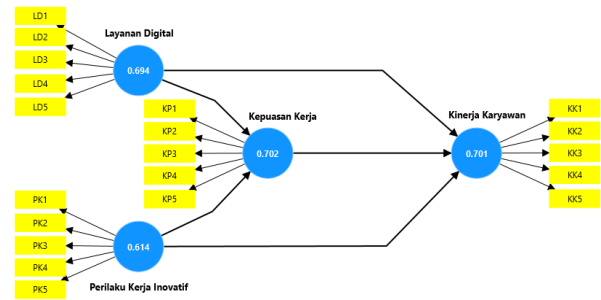 LD1
LD2
LD3
LD4
LD5
Layanan Digital
0.694
KP1
KP2
KP3
KP4
KP5
Kepuasan Kerja
0.702
Kinerja Karyawan
0.701
KK1
KK2
KK3
KK4
KK5
PK1
PK2
PK3
PK4
PK5
0.614
Perilaku Kerja Inovatif